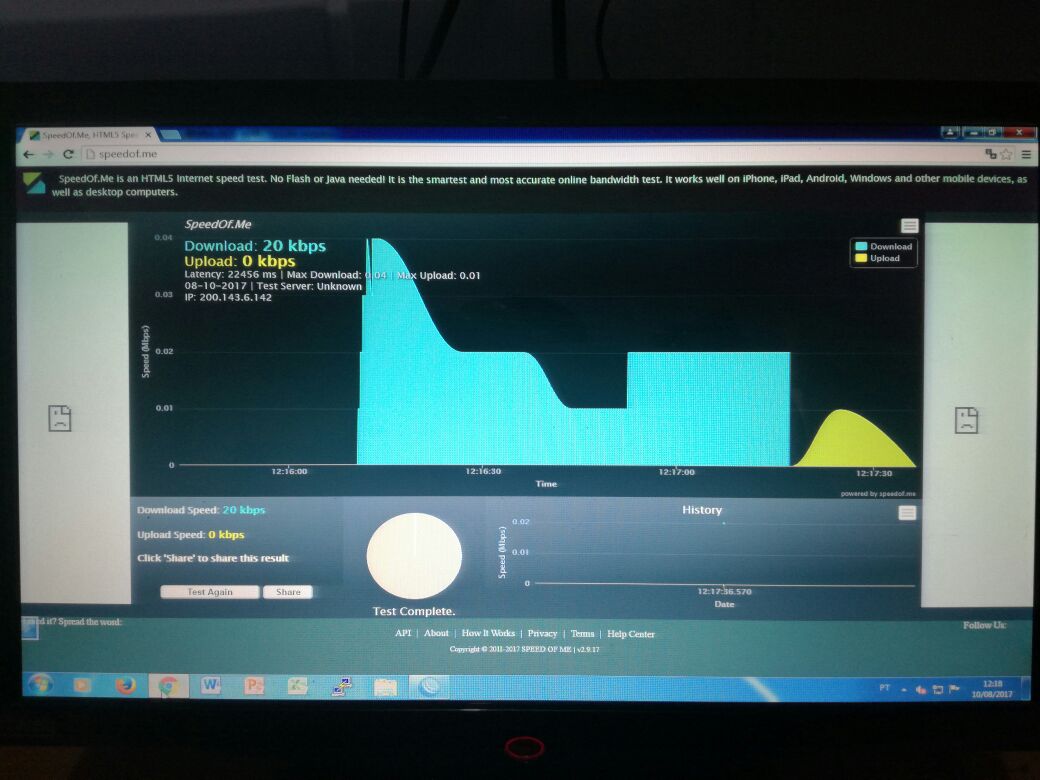 SpeedOf.Me, HTML5 Spee
speedof.me
SpeedOf.Me is an HTML5 Internet speed test. No Flash or Java needed! It is the smartest and most accurate online bandwidth test. It works well on iPhone, iPad, Android, Windows and other mobile devices, as
well as desktop computers.
SpeedOf.Me
Download: 20 kbps
Upload: 0 kbps
Latency: 22456 ms | Max Download: 0.04 | Max Upload: 0.01
08-10-2017 | Test Server: Unknown
IP: 200.143.6.142
Download
Upload
Speed (Mbps)
0.04
0.03
0.02
0.01
0
12:16:00 12:16:30 12:17:00 12:17:30
Time
powered by speedof.me
Download Speed: 20 kbps
Upload Speed: 0 kbps
Click 'Share' to share this result
Test Again Share
Test Complete.
History
Speed (Mbps)
0.02
0.01
0
12:17:36.570
Date
it? Spread the word:
Follow Us:
API | About | How It Works | Privacy | Terms | Help Center
Copyright © 2011-2017 SPEED OF ME | v2.9.17
PT
12:18
10/08/2017